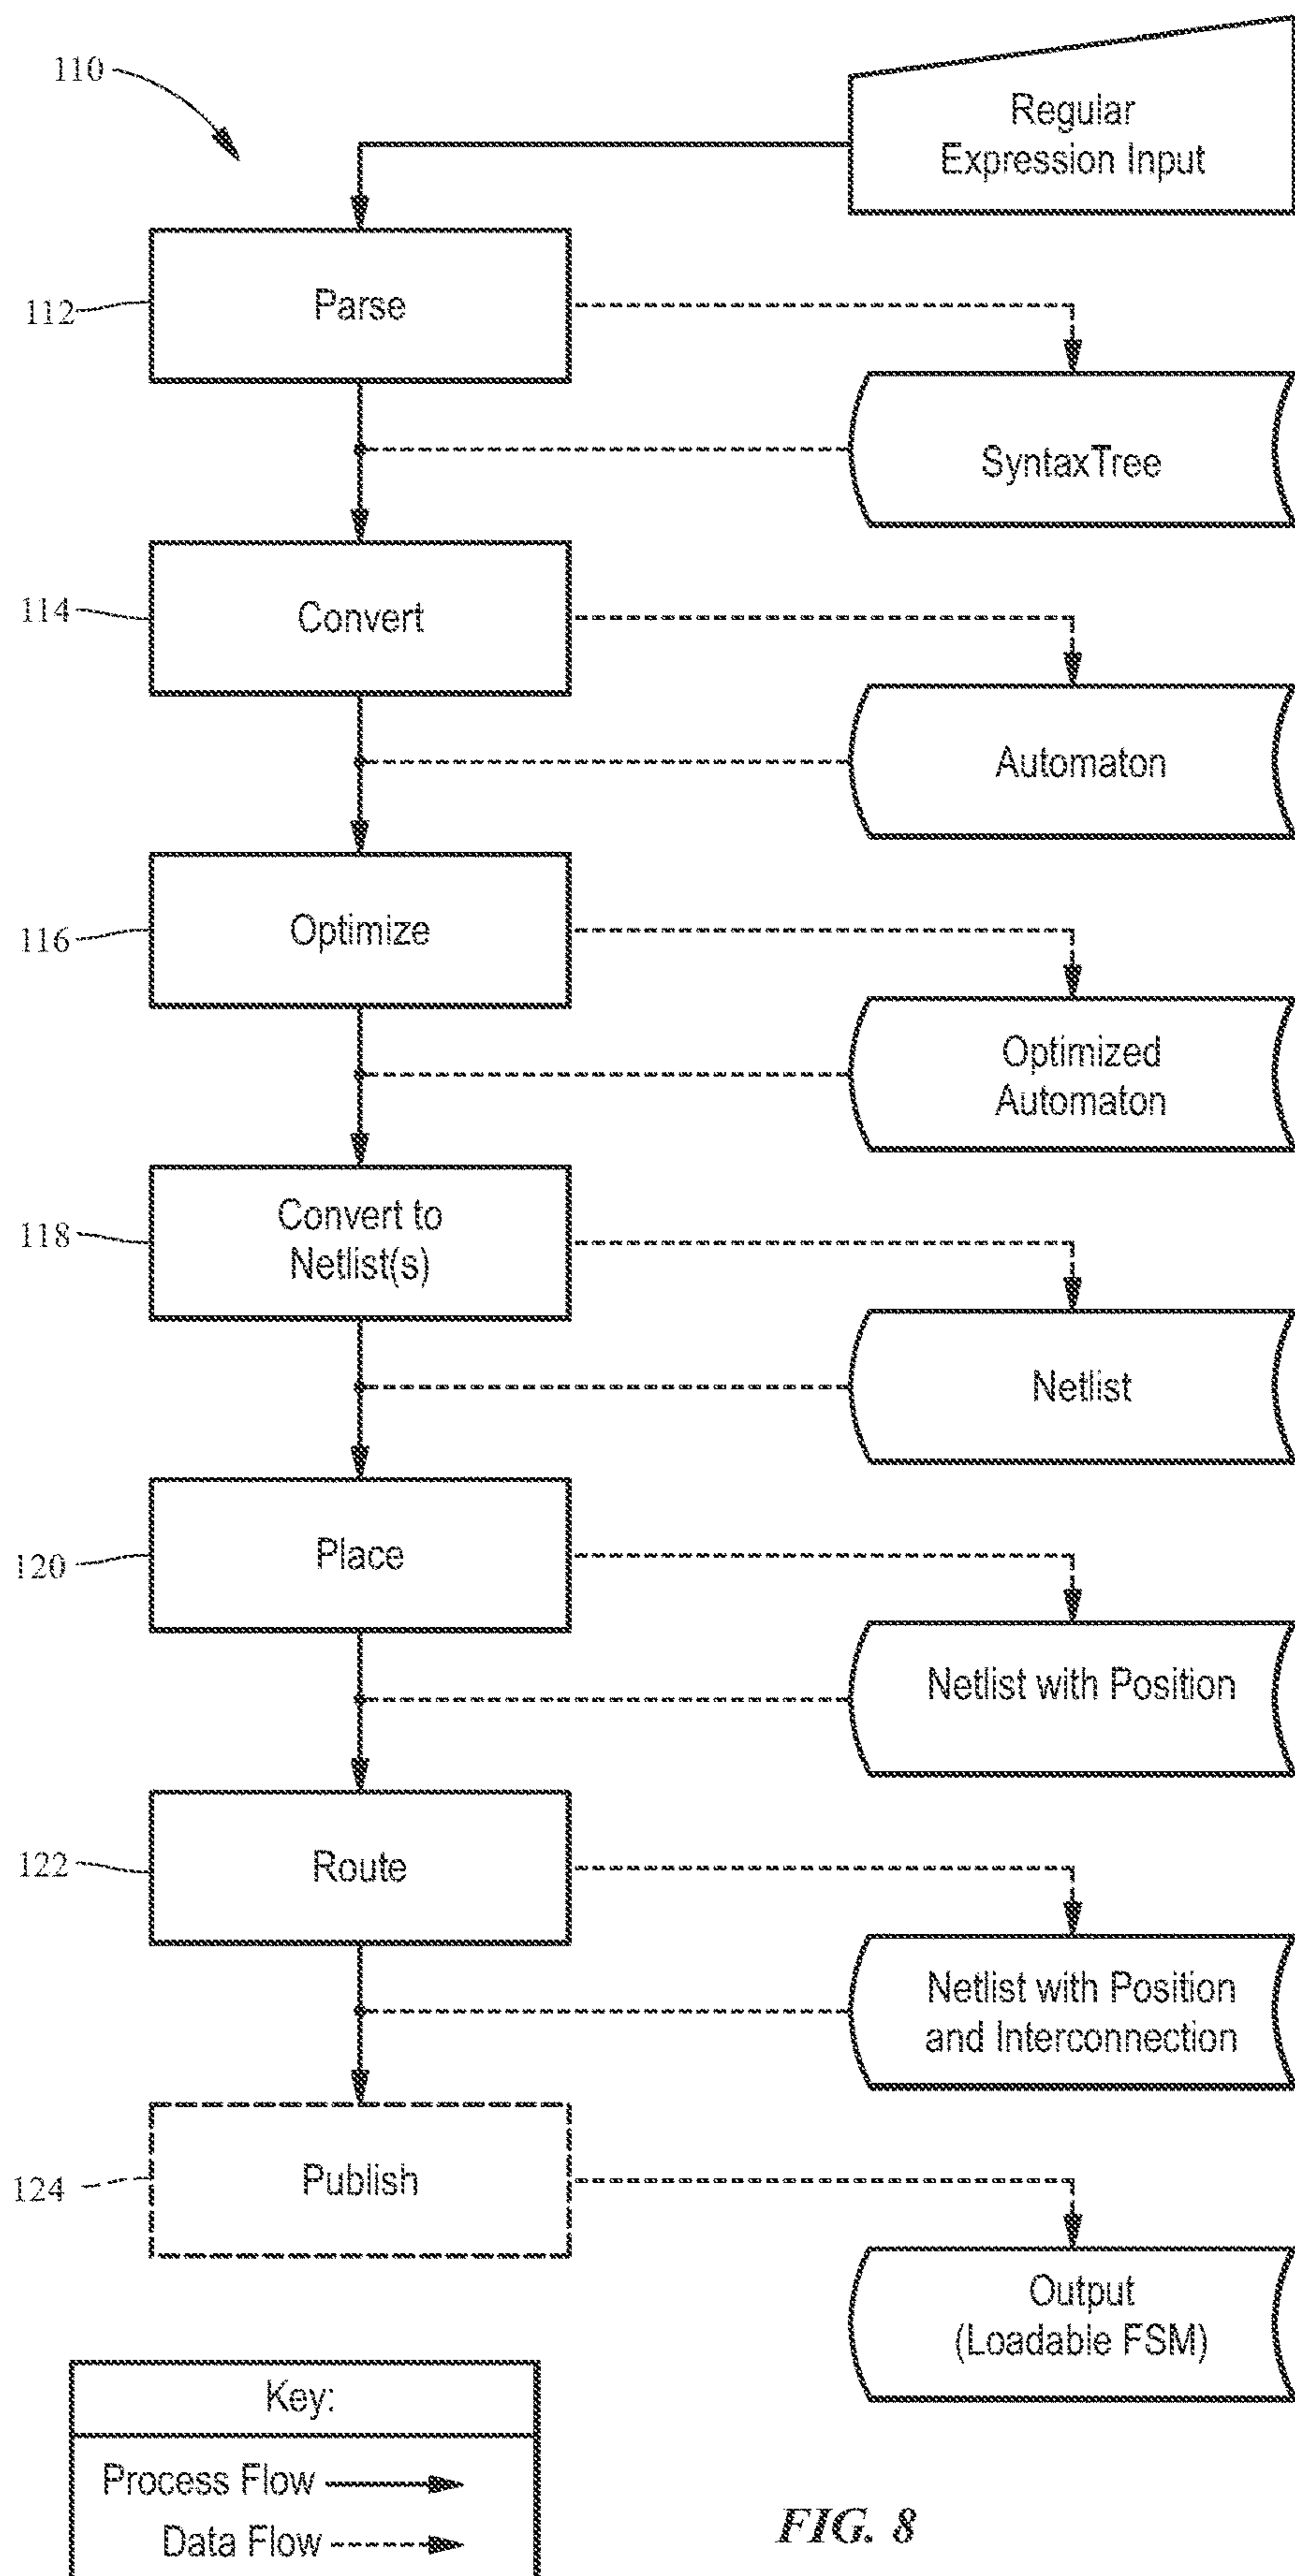 110
Regular
Expression Input
112
Parse
SyntaxTree
114
Convert
Automaton
116
Optimize
Optimized
Automaton
118
Convert to
Netlist(s)
Netlist
120
Place
Netlist with Position
122
Route
Netlist with Position
and Interconnection
124
Publish
Output
(Loadable FSM)
Key:
Process Flow
Data Flow
FIG. 8